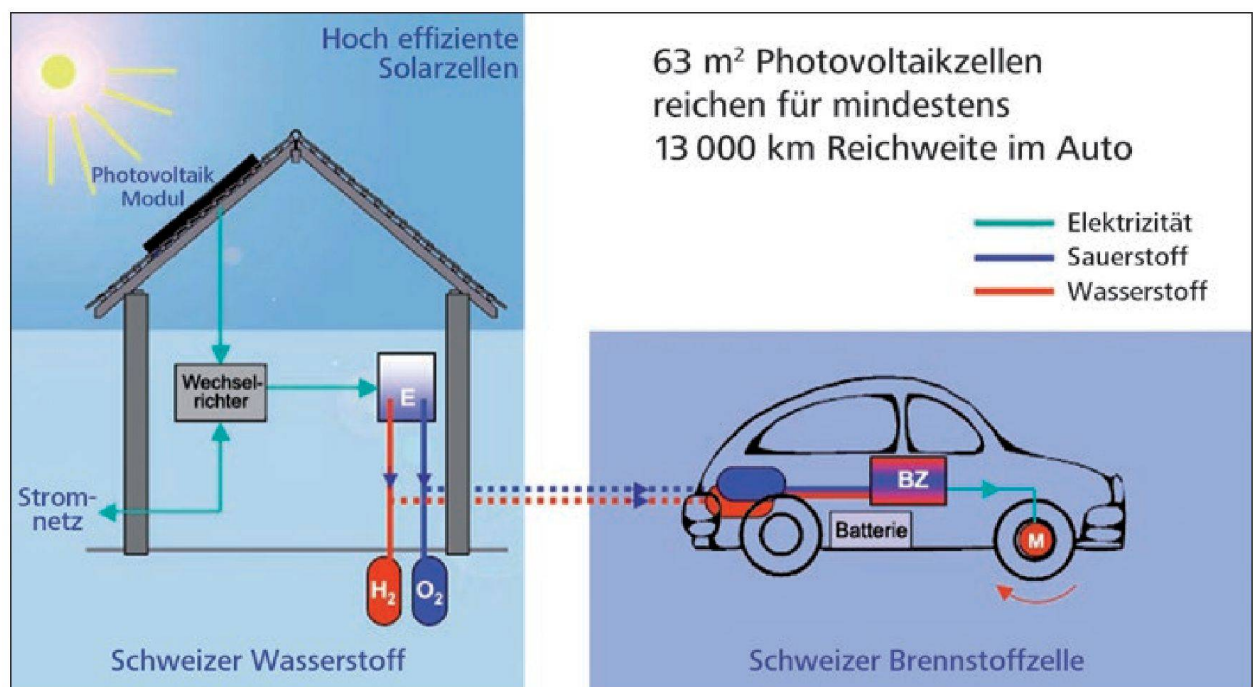 Hoch effiziente
Solarzellen
Photovoltaik
Modul
Wechsel-
richter
E
Strom-
netz
H₂
O₂
Schweizer Wasserstoff
63 m² Photovoltaikzellen
reichen für mindestens
13 000 km Reichweite im Auto
Elektrizität
Sauerstoff
Wasserstoff
BZ
Batterie
M
Schweizer Brennstoffzelle